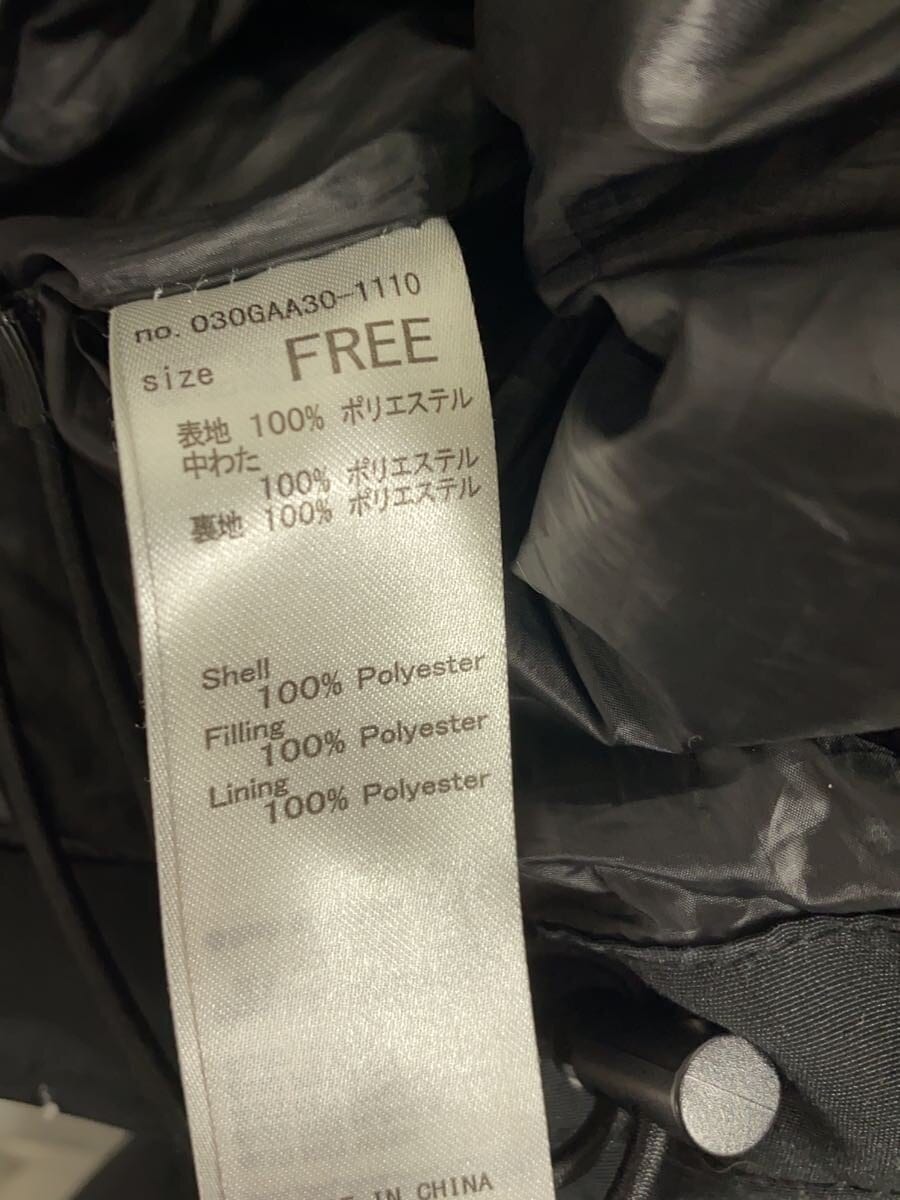 no. 030GAA30-1110
size FREE
表地 100% ポリエステル
中わた
100% ポリエステル
裏地 100% ポリエステル
Shell
100% Polyester
Filling
100% Polyester
Lining
100% Polyester
IN CHINA